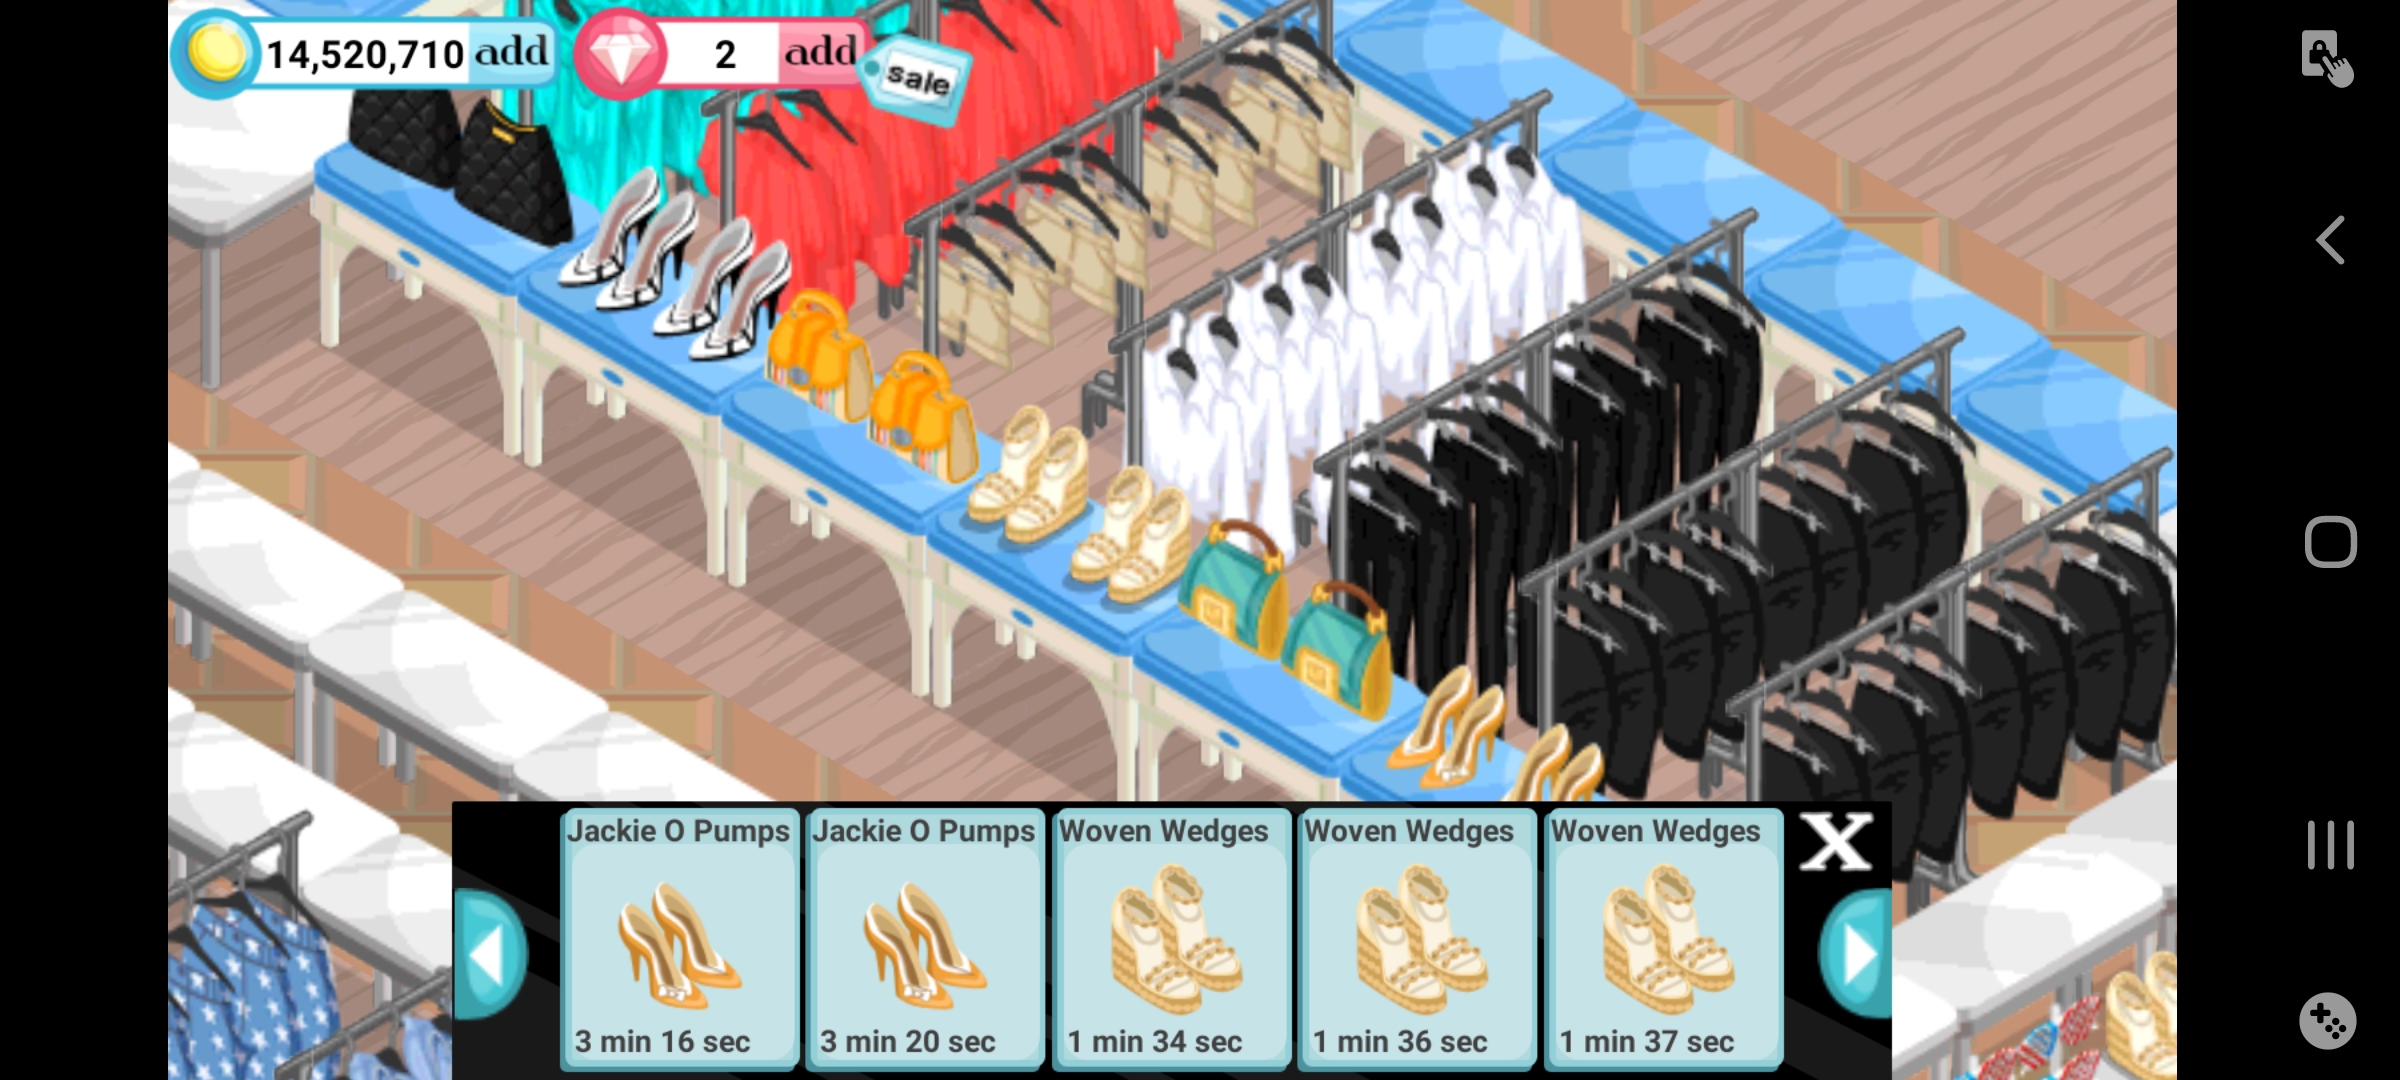 14,520,710 add
2 add
sale
Jackie O Pumps
3 min 16 sec
Jackie O Pumps
3 min 20 sec
Woven Wedges
1 min 34 sec
Woven Wedges
1 min 36 sec
Woven Wedges
1 min 37 sec
X